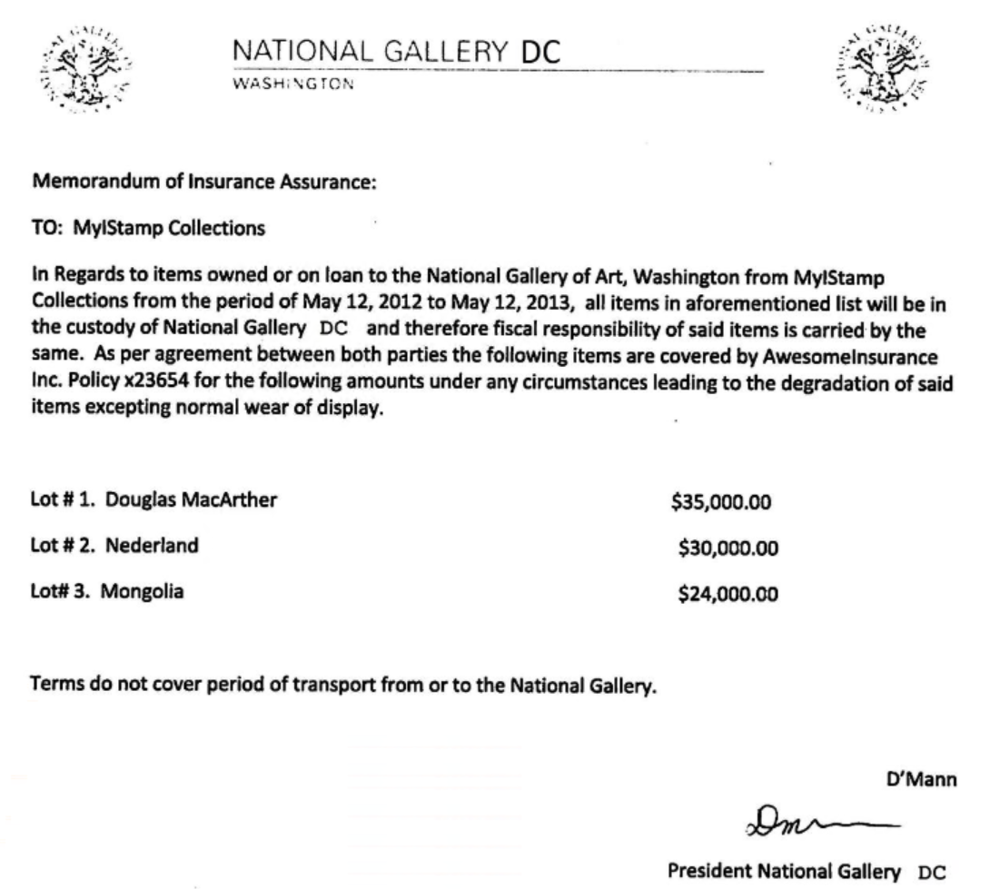 NATIONAL GALLERY DC
WASHINGTON
Memorandum of Insurance Assurance:
TO: MyIStamp Collections
In Regards to items owned or on loan to the National Gallery of Art, Washington from MyIStamp
Collections from the period of May 12, 2012 to May 12, 2013, all items in aforementioned list will be in
the custody of National Gallery DC and therefore fiscal responsibility of said items is carried by the
same. As per agreement between both parties the following items are covered by AwesomeInsurance
Inc. Policy x23654 for the following amounts under any circumstances leading to the degradation of said
items excepting normal wear of display.
Lot # 1. Douglas MacArther $35,000.00
Lot # 2. Nederland $30,000.00
Lot# 3. Mongolia $24,000.00
Terms do not cover period of transport from or to the National Gallery.
D'Mann
President National Gallery DC